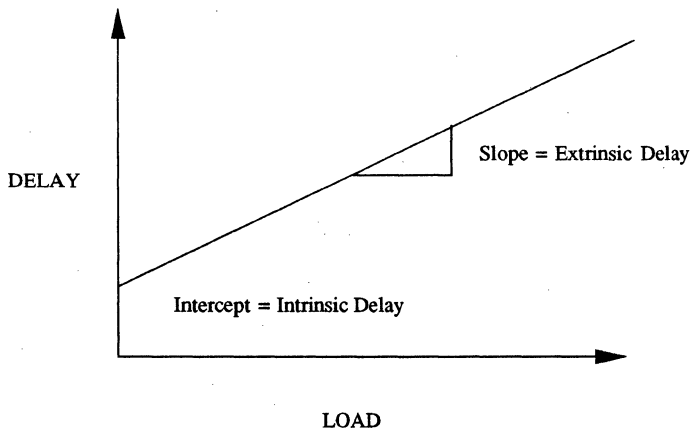 Slope = Extrinsic Delay
DELAY
Intercept = Intrinsic Delay
LOAD